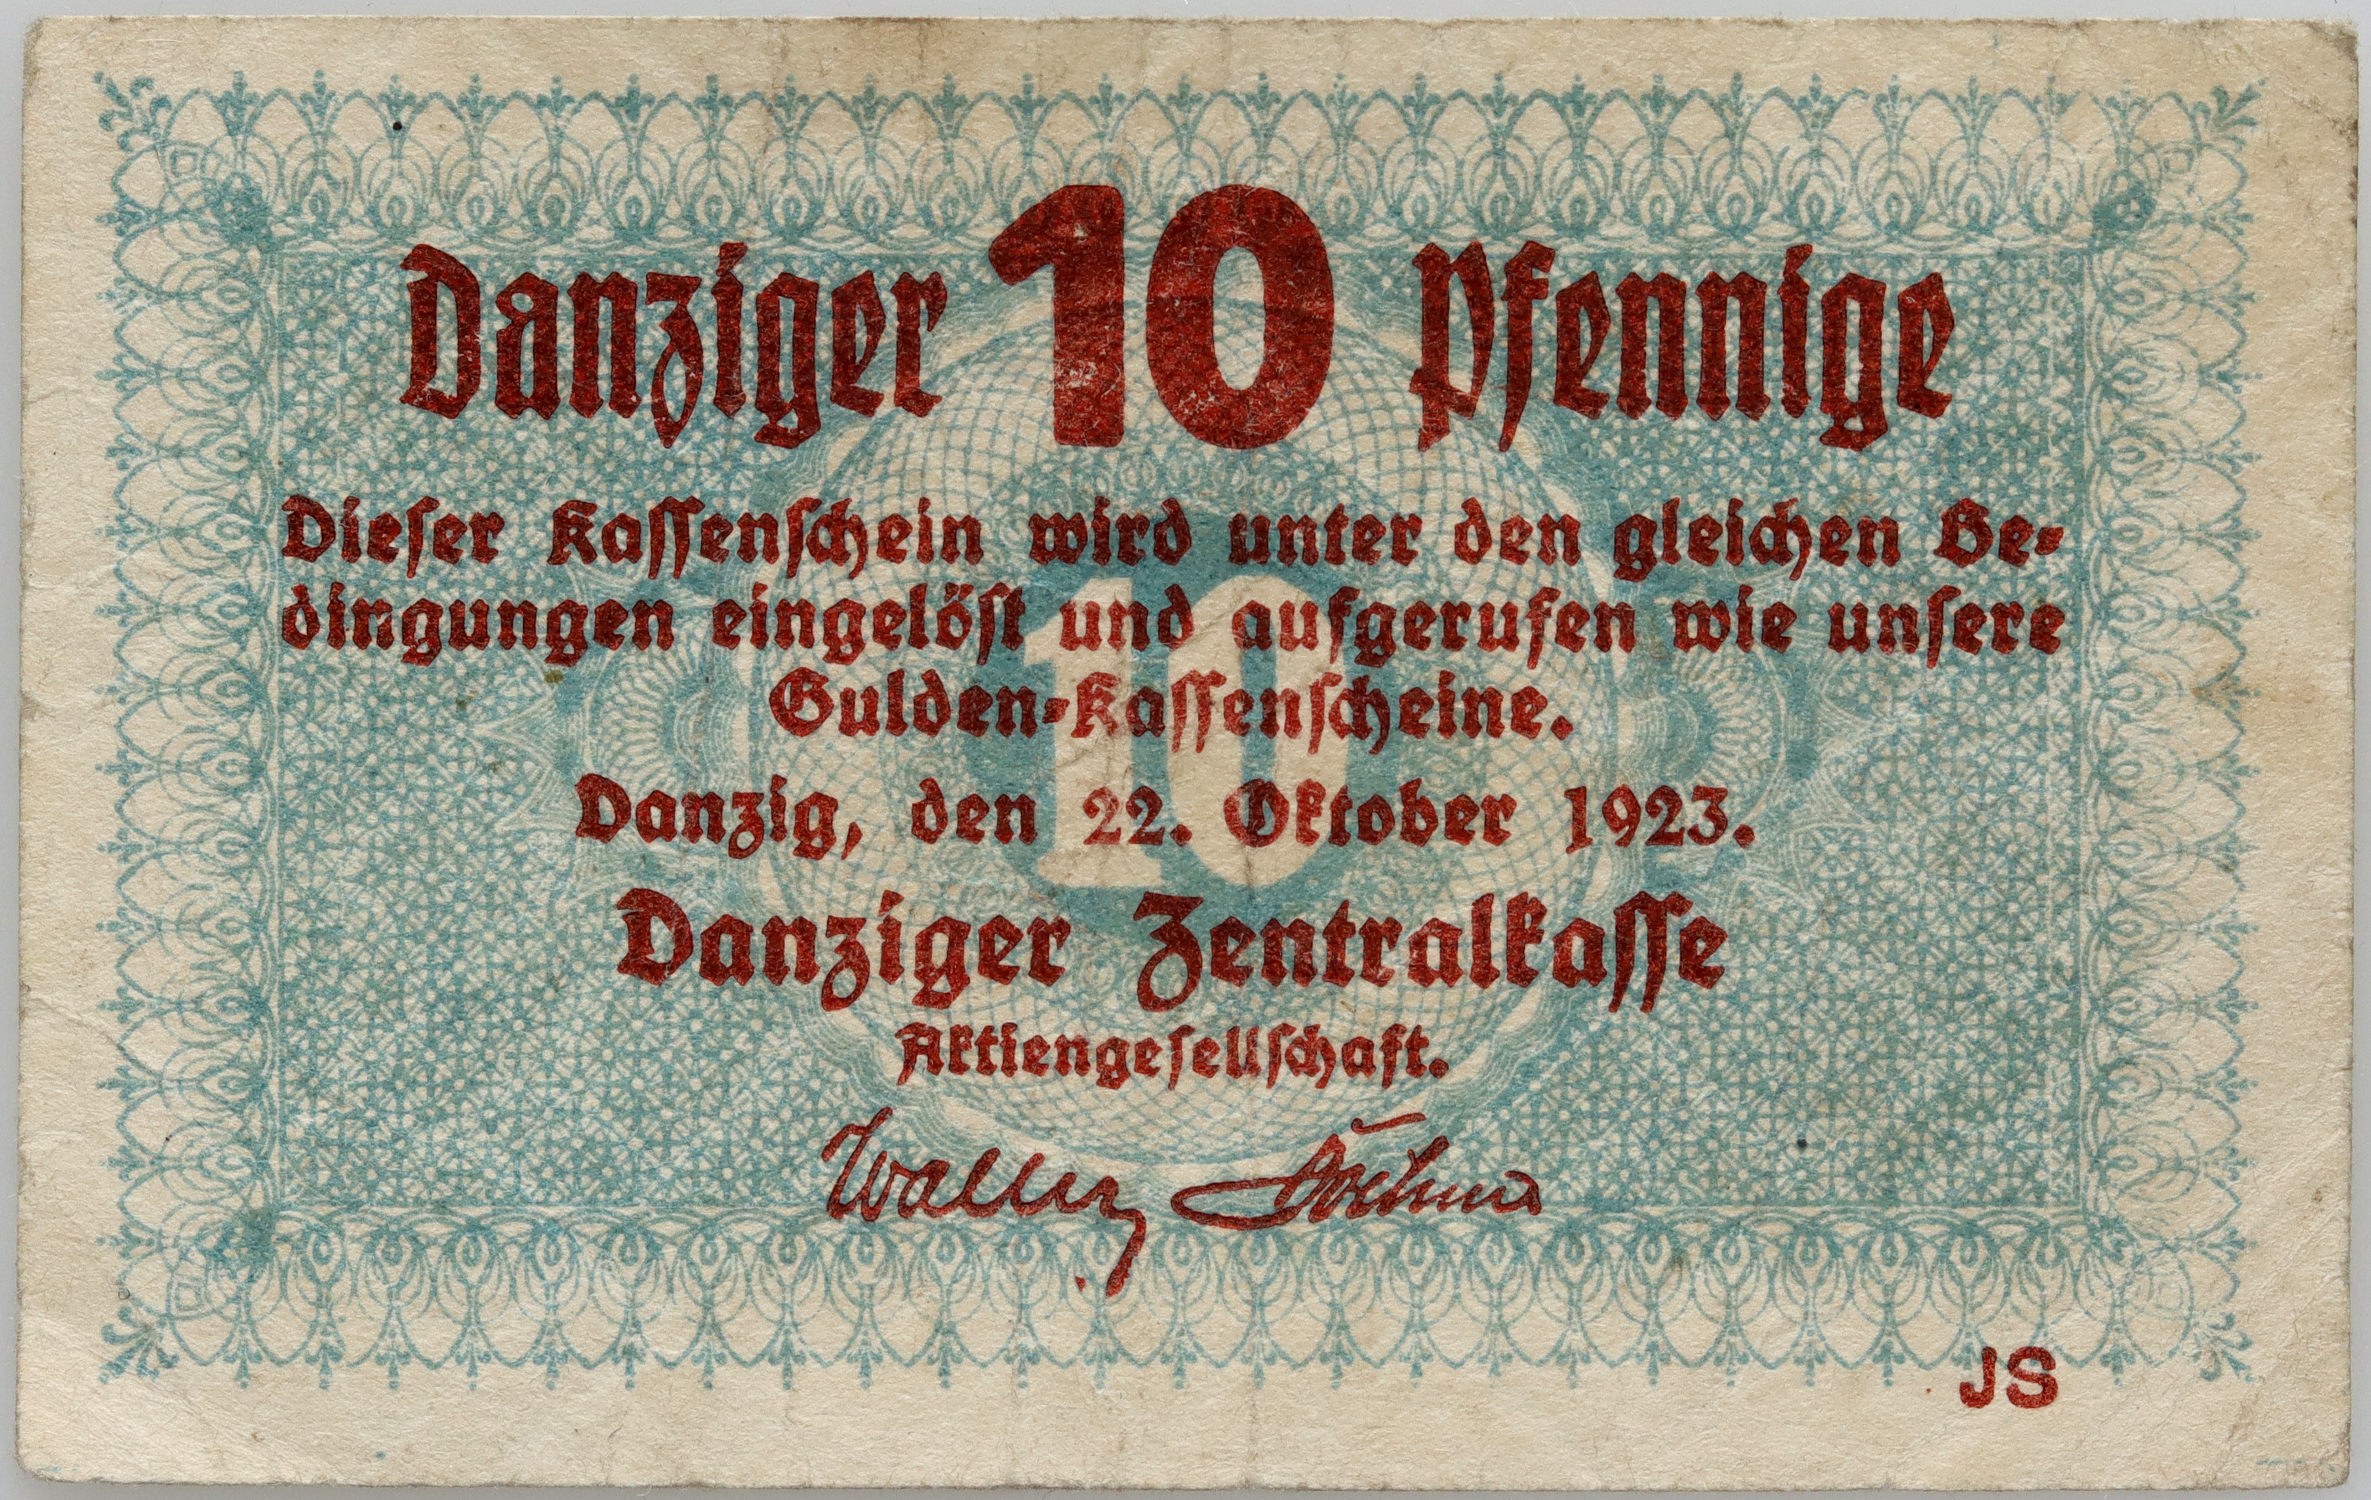 Danziger 10 Pfennige
Dieser Kassenschein wird unter den gleichen Be-
dingungen eingelöst und aufgerufen wie unsere
Gulden-Kassenscheine.
10
Danzig, den 22. Oktober 1923.
Danziger Zentralkasse
Aktiengesellschaft.
JS